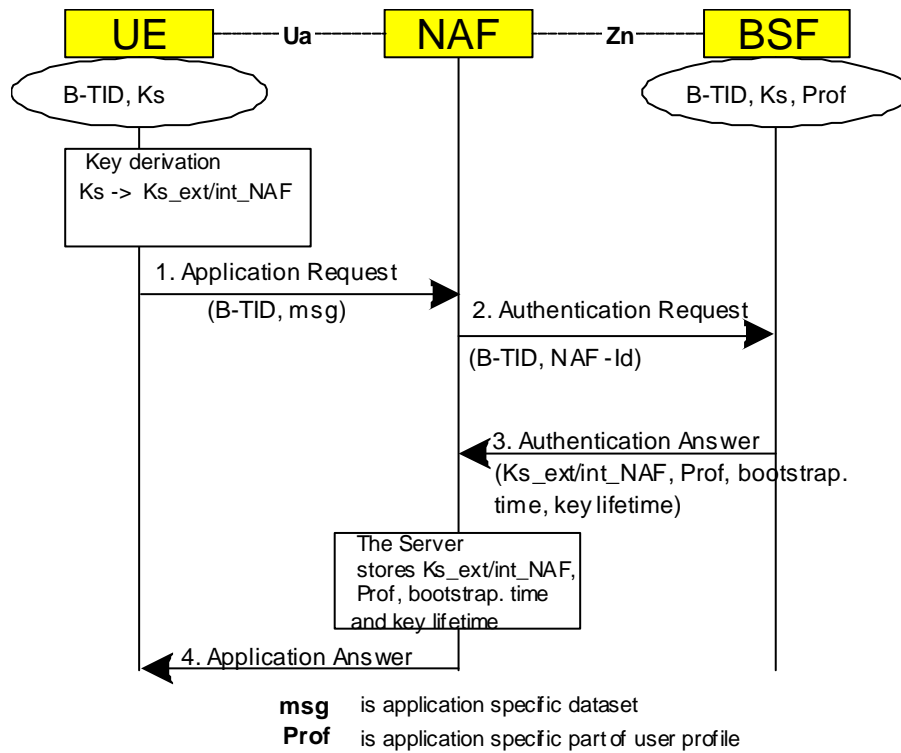 UE
Ua
NAF
Zn
BSF
B-TID, Ks
B-TID, Ks, Prof
Key derivation
Ks -> Ks_ext/int_NAF
1. Application Request
(B-TID, msg)
2. Authentication Request
(B-TID, NAF-Id)
3. Authentication Answer
(Ks_ext/int_NAF, Prof, bootstrap.
time, key lifetime)
The Server
stores Ks_ext/int_NAF,
Prof, bootstrap. time
and key lifetime
4. Application Answer
msg is application specific dataset
Prof is application specific part of user profile